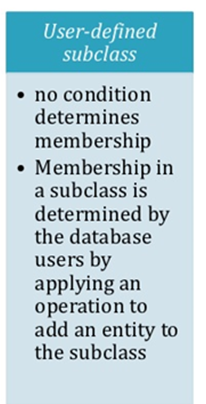 User-defined
subclass
• no condition
determines
membership
• Membership in
a subclass is
determined by
the database
users by
applying an
operation to
add an entity to
the subclass